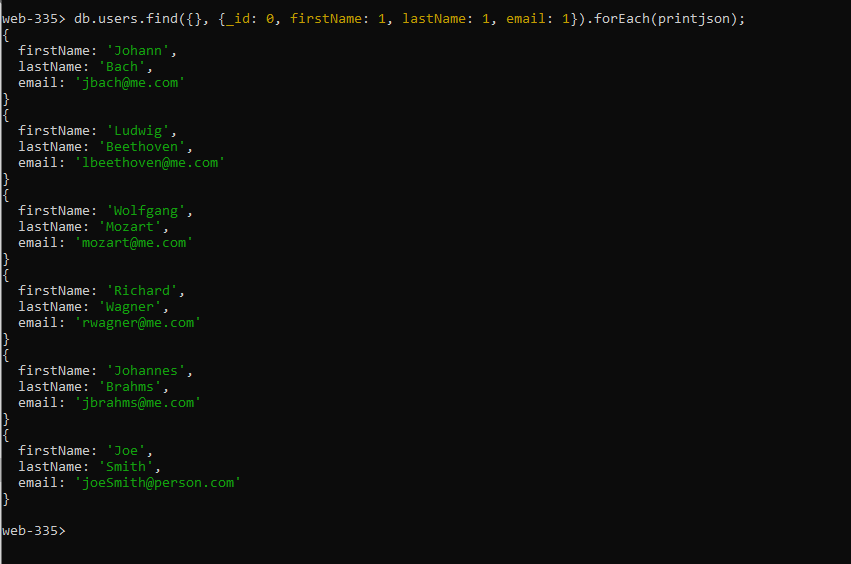 web-335> db.users.find({}, {_id: 0, firstName: 1, lastName: 1, email: 1}).forEach(printjson);
{
  firstName: 'Johann',
  lastName: 'Bach',
  email: 'jbach@me.com'
}
{
  firstName: 'Ludwig',
  lastName: 'Beethoven',
  email: 'lbeethoven@me.com'
}
{
  firstName: 'Wolfgang',
  lastName: 'Mozart',
  email: 'mozart@me.com'
}
{
  firstName: 'Richard',
  lastName: 'Wagner',
  email: 'rwagner@me.com'
}
{
  firstName: 'Johannes',
  lastName: 'Brahms',
  email: 'jbrahms@me.com'
}
{
  firstName: 'Joe',
  lastName: 'Smith',
  email: 'joeSmith@person.com'
}
web-335>